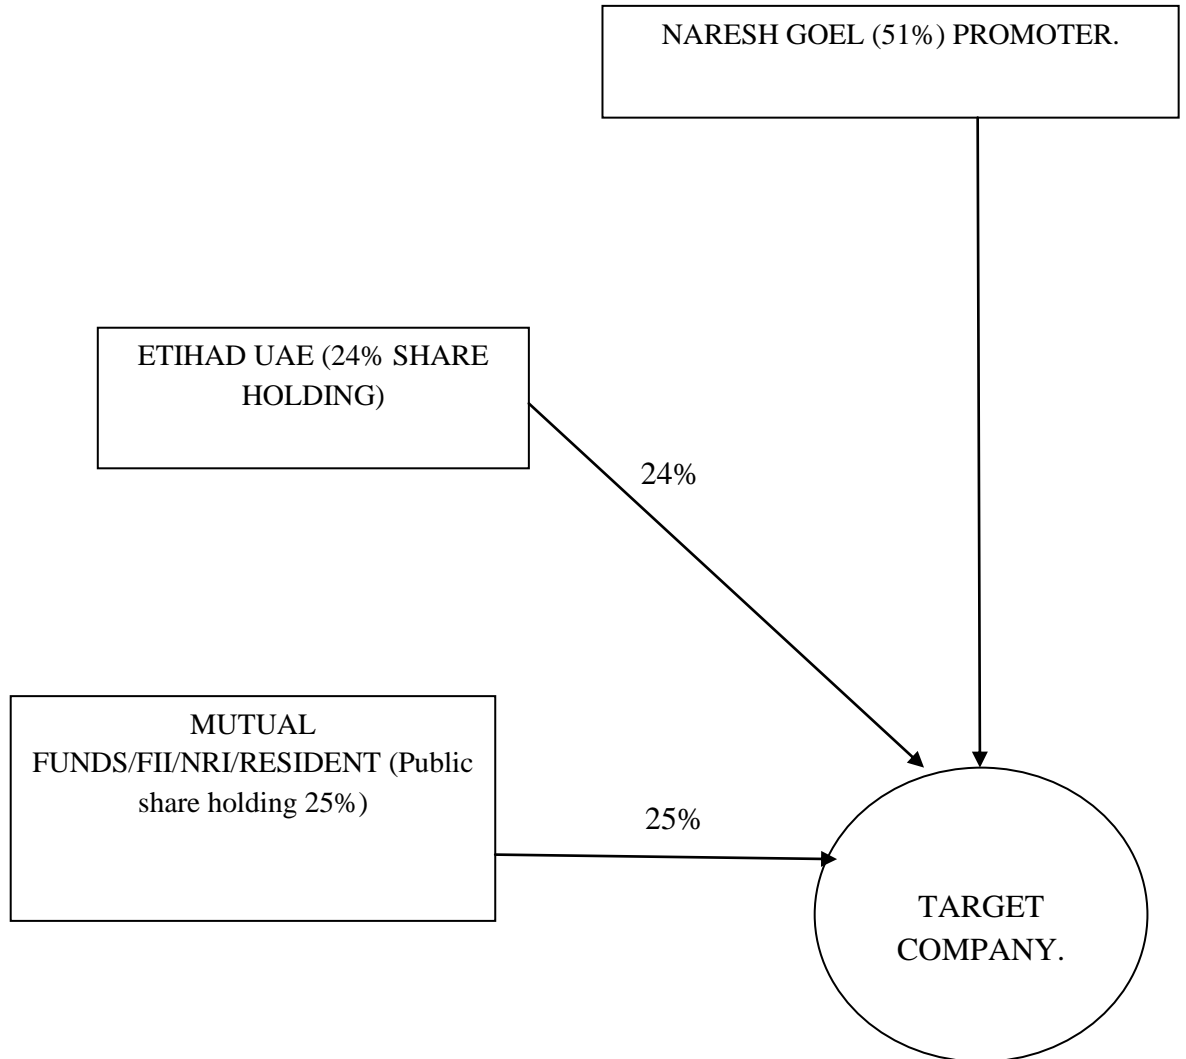 NARESH GOEL (51%) PROMOTER.
ETIHAD UAE (24% SHARE
HOLDING)
24%
MUTUAL
FUNDS/FII/NRI/RESIDENT (Public
share holding 25%)
25%
TARGET
COMPANY.